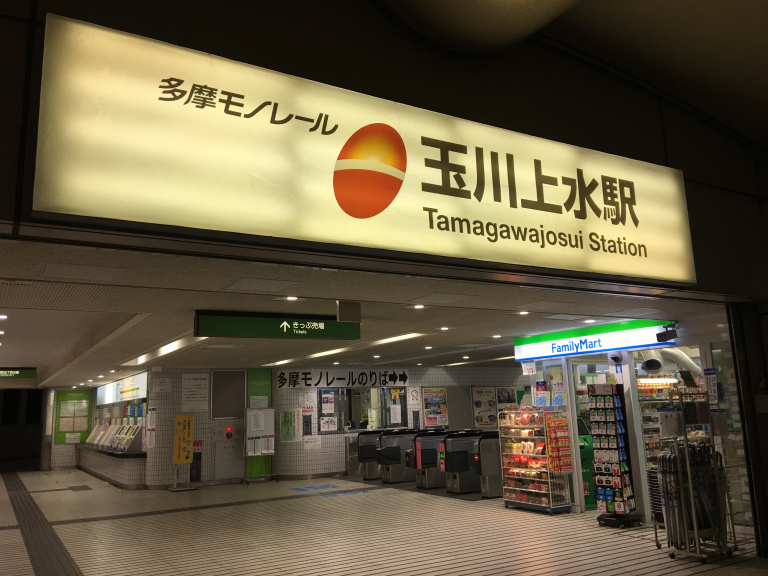 多摩モノレール
玉川上水駅
Tamagawajosui Station
↑ きっぷ売場
Tickets
FamilyMart
多摩モノレールのりば➡➡